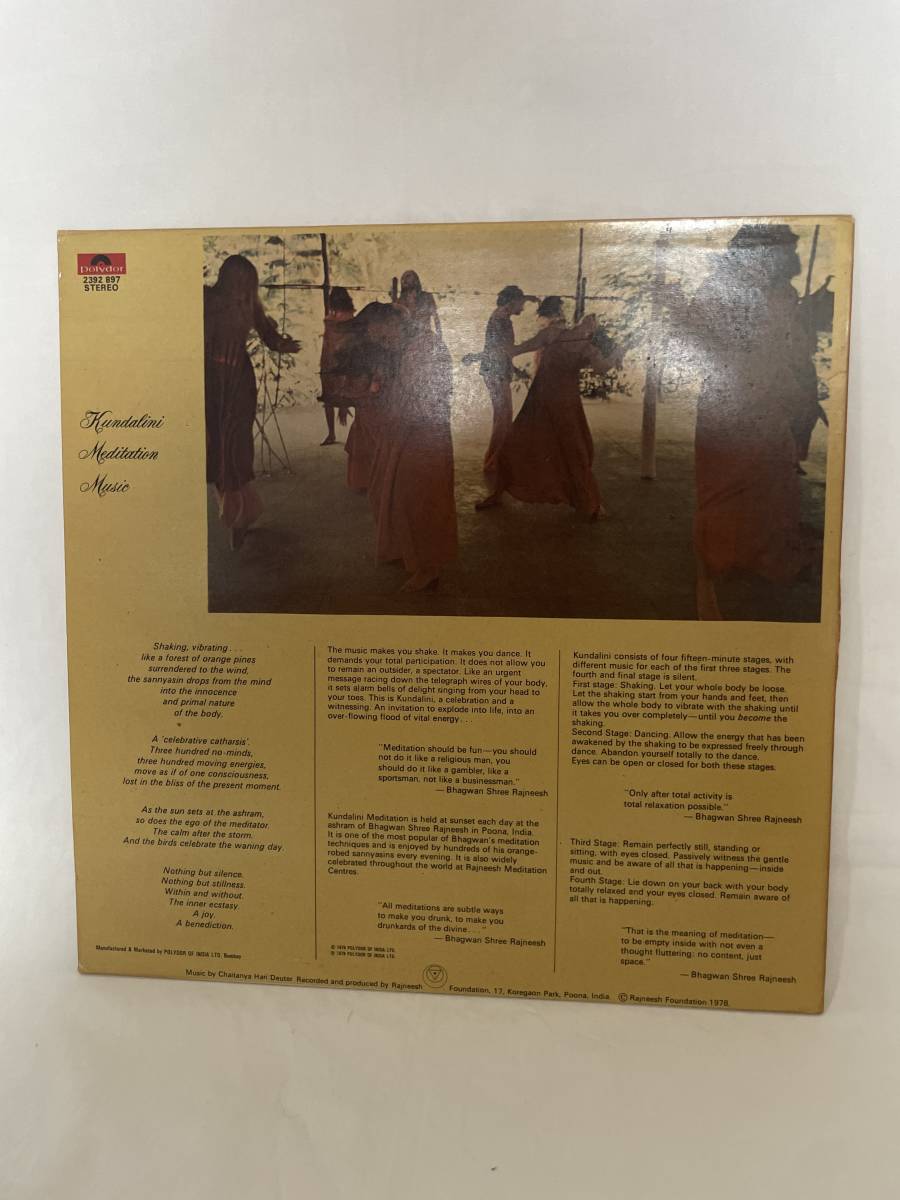 Polydor
2392 897
STEREO
Kundalini
Meditation
Music
Shaking, vibrating . . .
like a forest of orange pines
surrendered to the wind,
the sannyasin drops from the mind
into the innocence
and primal nature
of the body.
*
A 'celebrative catharsis'.
Three hundred no-minds,
three hundred moving energies,
move as if of one consciousness,
lost in the bliss of the present moment.
As the sun sets at the ashram,
so does the ego of the meditator.
The calm after the storm.
And the birds celebrate the waning day.
Nothing but silence.
Nothing but stillness.
Within and without.
The inner ecstasy.
A joy.
A benediction.
Manufactured & Marketed by POLYDOR OF INDIA LTD. Bombay
The music makes you shake. It makes you dance. It
demands your total participation. It does not allow you
to remain an outsider, a spectator. Like an urgent
message racing down the telegraph wires of your body,
it sets alarm bells of delight ringing from your head to
your toes. This is Kundalini, a celebration and a
witnessing. An invitation to explode into life, into an
over-flowing flood of vital energy . . .
"Meditation should be fun—you should
not do it like a religious man, you
should do it like a gambler, like a
sportsman, not like a businessman."
— Bhagwan Shree Rajneesh
Kundalini Meditation is held at sunset each day at the
ashram of Bhagwan Shree Rajneesh in Poona, India.
It is one of the most popular of Bhagwan's meditation
techniques and is enjoyed by hundreds of his orange-
robed sannyasins every evening. It is also widely
celebrated throughout the world at Rajneesh Meditation
Centres.
"All meditations are subtle ways
to make you drunk, to make you
drunkards of the divine . . ."
— Bhagwan Shree Rajneesh
℗ 1979 POLYDOR OF INDIA LTD.
© 1979 POLYDOR OF INDIA LTD.
Kundalini consists of four fifteen-minute stages, with
different music for each of the first three stages. The
fourth and final stage is silent.
First stage: Shaking. Let your whole body be loose.
Let the shaking start from your hands and feet, then
allow the whole body to vibrate with the shaking until
it takes you over completely—until you become the
shaking.
Second Stage: Dancing. Allow the energy that has been
awakened by the shaking to be expressed freely through
dance. Abandon yourself totally to the dance.
Eyes can be open or closed for both these stages.
"Only after total activity is
total relaxation possible."
— Bhagwan Shree Rajneesh
Third Stage: Remain perfectly still, standing or
sitting, with eyes closed. Passively witness the gentle
music and be aware of all that is happening—inside
and out.
Fourth Stage: Lie down on your back with your body
totally relaxed and your eyes closed. Remain aware of
all that is happening.
"That is the meaning of meditation—
to be empty inside with not even a
thought fluttering: no content, just
space."
— Bhagwan Shree Rajneesh
Music by Chaitanya Hari Deuter Recorded and produced by Rajneesh Foundation, 17, Koregaon Park, Poona, India. © Rajneesh Foundation 1978.